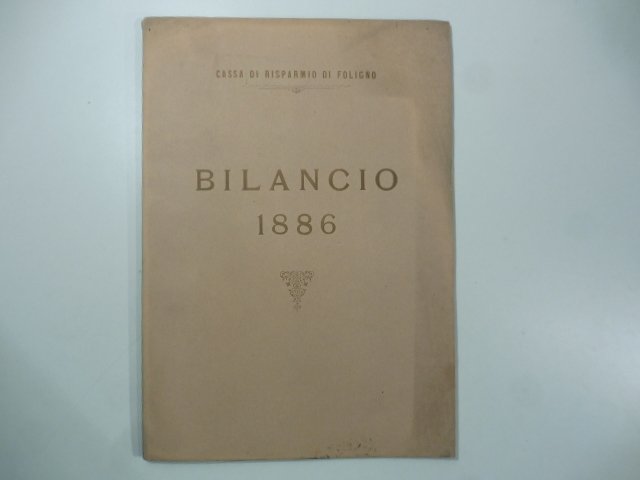 CASSA DI RISPARMIO DI FOLIGNO
BILANCIO
1886